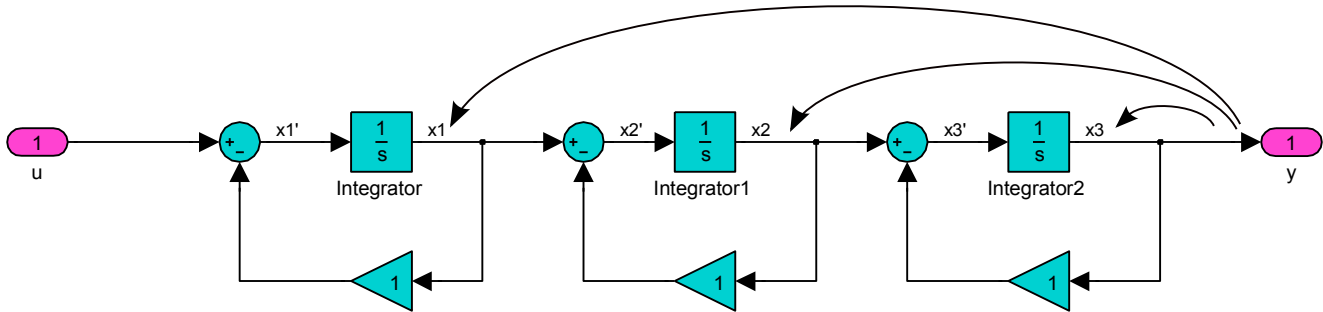 1
u
+
−
x1'
1
s
Integrator
x1
1
+
−
x2'
1
s
Integrator1
x2
1
+
−
x3'
1
s
Integrator2
x3
1
1
y